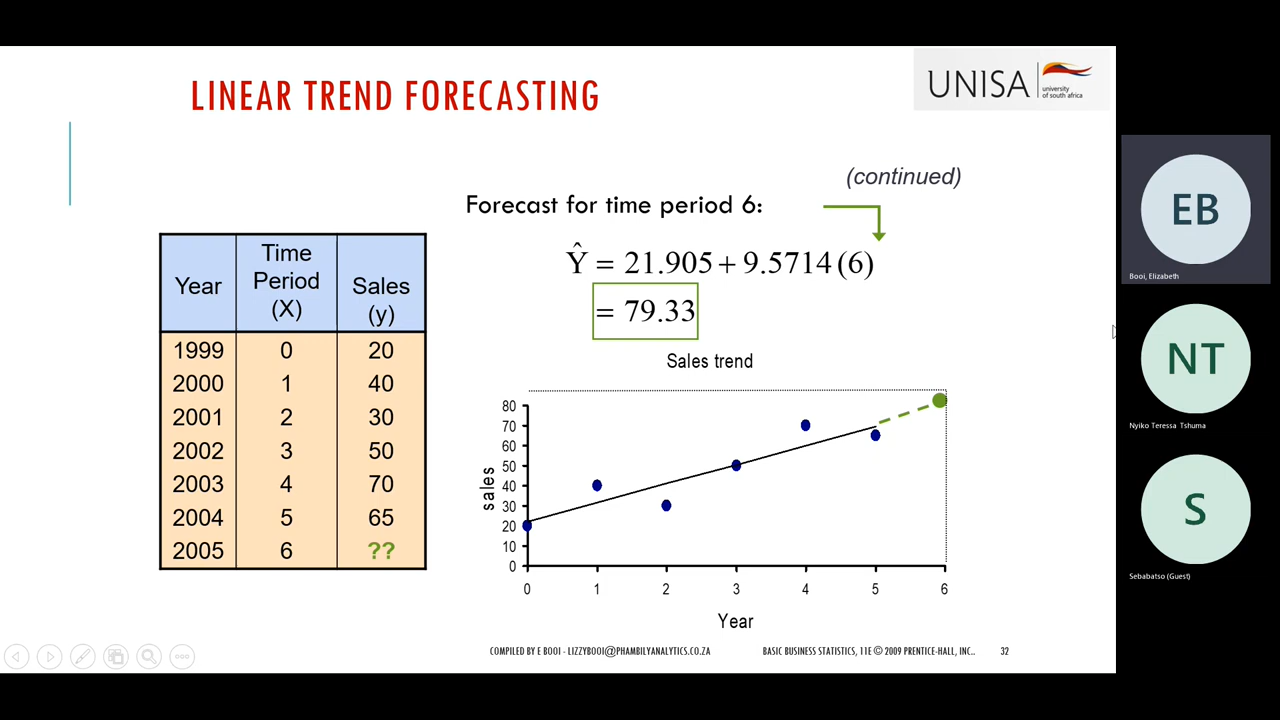 LINEAR TREND FORECASTING
UNISA
university
of south africa
(continued)
Forecast for time period 6:
Ŷ = 21.905 + 9.5714 (6)
= 79.33
Year Time Period (X) Sales (y)
1999 0 20
2000 1 40
2001 2 30
2002 3 50
2003 4 70
2004 5 65
2005 6 ??
Sales trend
80
70
60
50
40
30
20
10
0
sales
0 1 2 3 4 5 6
Year
COMPILED BY E BOOI - LIZZYBOOI@PHAMBILYANALYTICS.CO.ZA BASIC BUSINESS STATISTICS, 11E © 2009 PRENTICE-HALL, INC.. 32
EB
Booi, Elizabeth
NT
Nyiko Teressa Tshuma
S
Sebabatso (Guest)